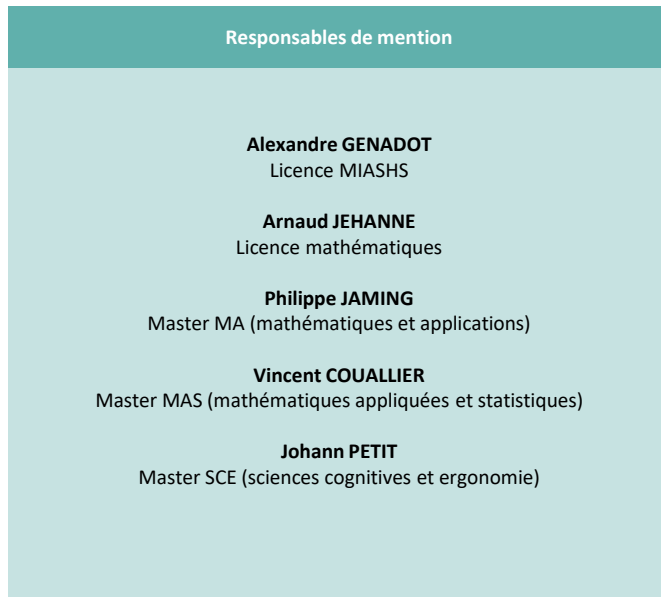 Responsables de mention
Alexandre GENADOT
Licence MIASHS
Arnaud JEHANNE
Licence mathématiques
Philippe JAMING
Master MA (mathématiques et applications)
Vincent COUALLIER
Master MAS (mathématiques appliquées et statistiques)
Johann PETIT
Master SCE (sciences cognitives et ergonomie)